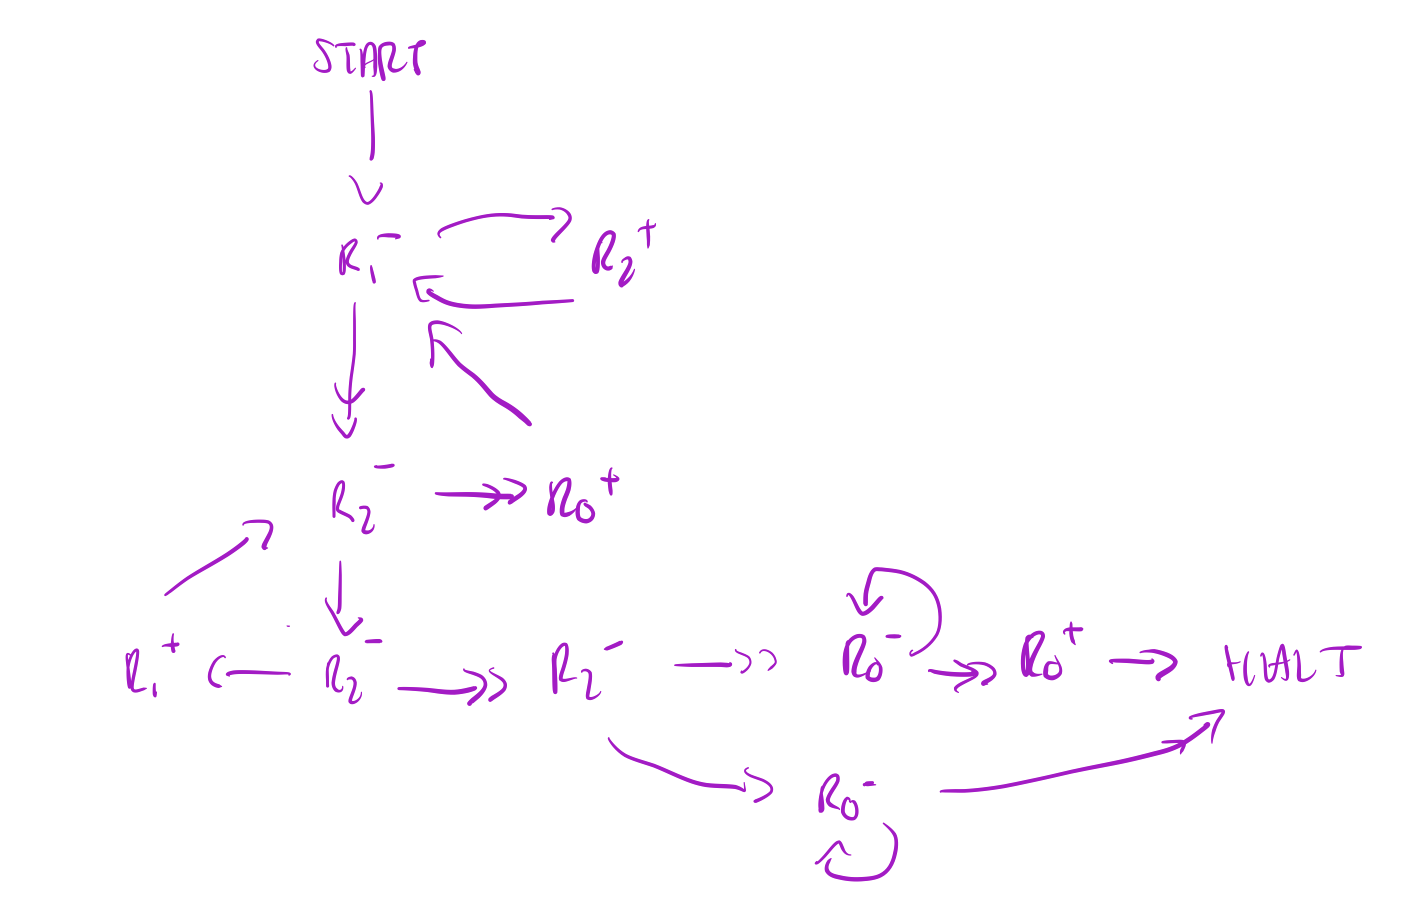 START
R₁⁻ R₂⁺
R₂⁻ R₀⁺
R₁⁺ R₂⁻ R₂⁻ R₀⁻ R₀⁺ HALT
R₀⁻